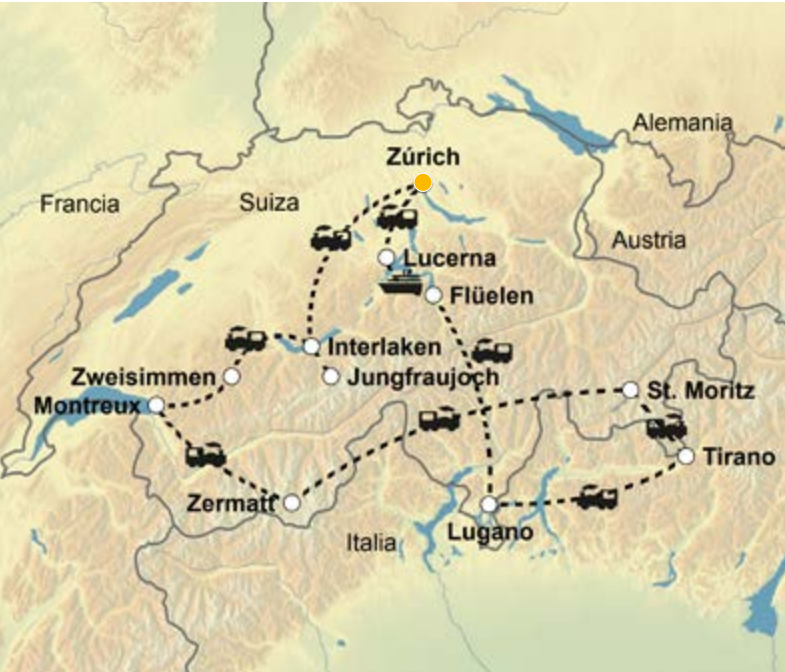 Alemania
Zúrich
Francia
Suiza
Austria
Lucerna
Flüelen
Interlaken
Zweisimmen
Jungfraujoch
Montreux
St. Moritz
Tirano
Zermatt
Lugano
Italia